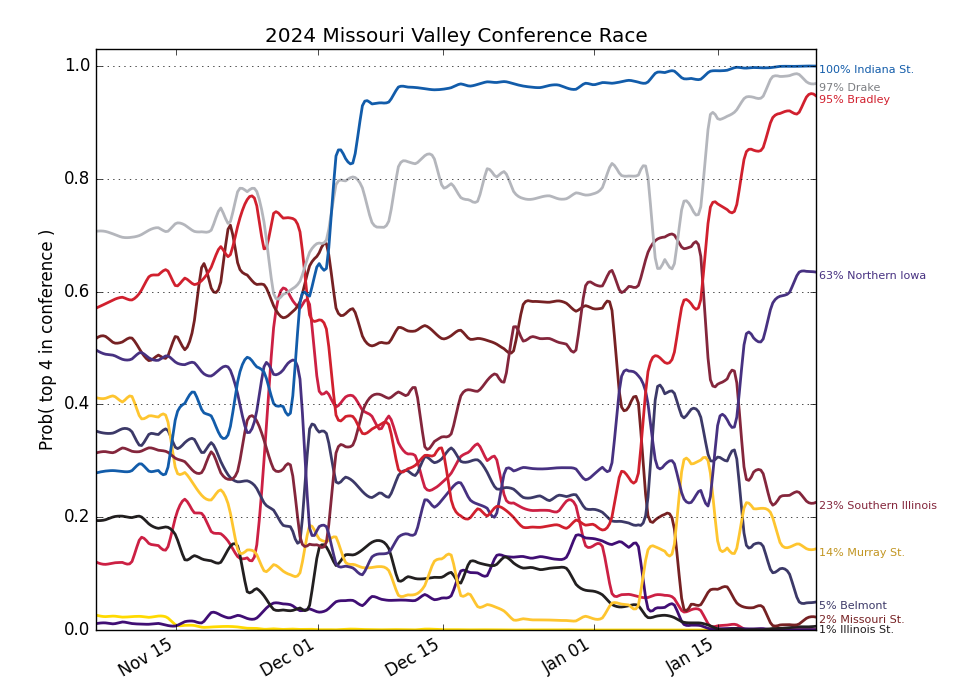 2024 Missouri Valley Conference Race
Prob( top 4 in conference )
1.0
0.8
0.6
0.4
0.2
0.0
Nov 15
Dec 01
Dec 15
Jan 01
Jan 15
100% Indiana St.
97% Drake
95% Bradley
63% Northern Iowa
23% Southern Illinois
14% Murray St.
5% Belmont
2% Missouri St.
1% Illinois St.